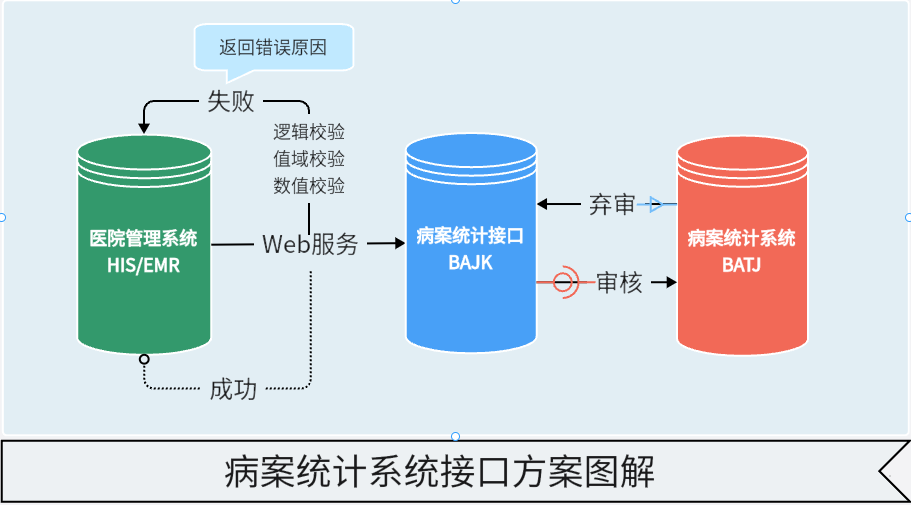 返回错误原因
失败
逻辑校验
值域校验
数值校验
医院管理系统
HIS/EMR
Web服务
病案统计接口
BAJK
弃审
审核
病案统计系统
BATJ
成功
病案统计系统接口方案图解